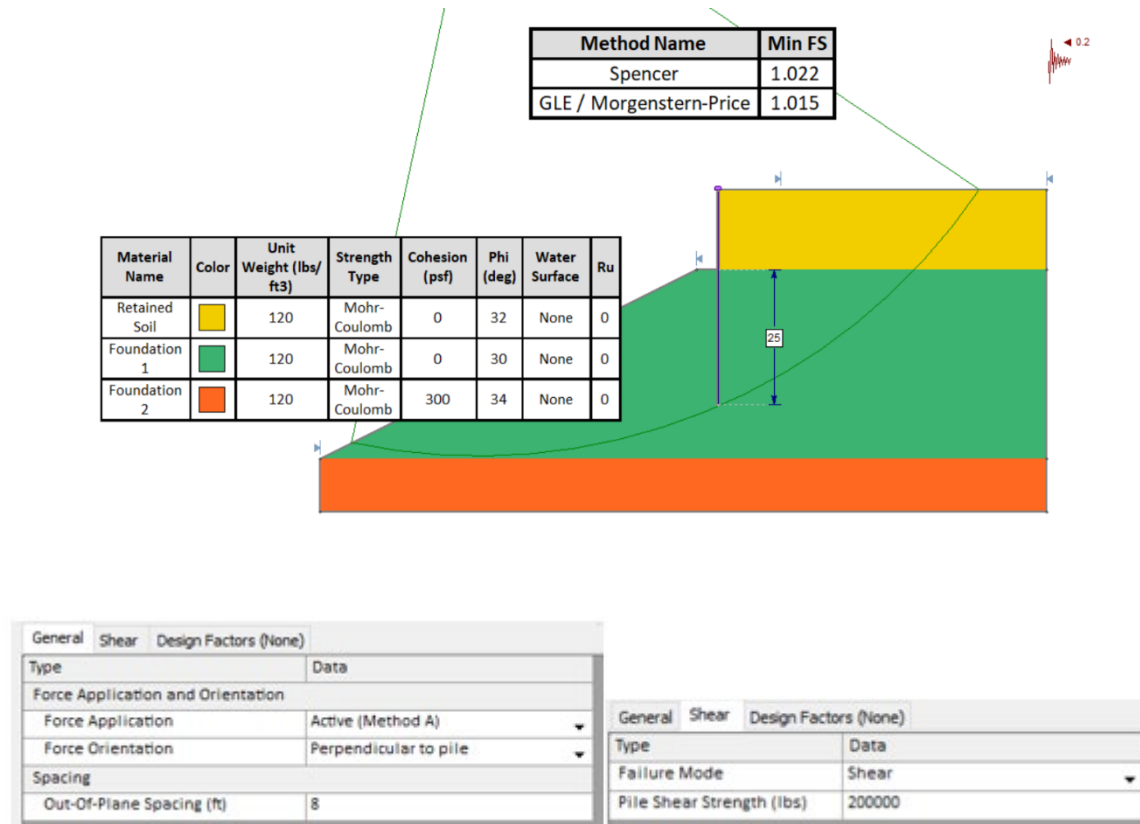 Method Name Min FS
Spencer 1.022
GLE / Morgenstern-Price 1.015
0.2
Material Name Color Unit Weight (lbs/ft3) Strength Type Cohesion (psf) Phi (deg) Water Surface Ru
Retained Soil 120 Mohr-Coulomb 0 32 None 0
Foundation 1 120 Mohr-Coulomb 0 30 None 0
Foundation 2 120 Mohr-Coulomb 300 34 None 0
25
General Shear Design Factors (None)
Type Data
Force Application and Orientation
Force Application Active (Method A)
Force Orientation Perpendicular to pile
Spacing
Out-Of-Plane Spacing (ft) 8
General Shear Design Factors (None)
Type Data
Failure Mode Shear
Pile Shear Strength (lbs) 200000